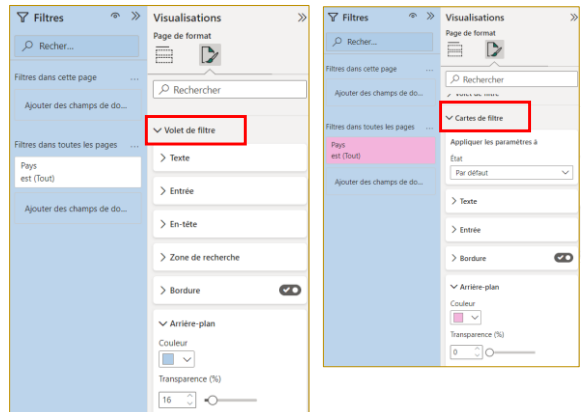 Filtres
Recher...
Filtres dans cette page ...
Ajouter des champs de do...
Filtres dans toutes les pages ...
Pays
est (Tout)
Ajouter des champs de do...
Visualisations
Page de format
Rechercher
Volet de filtre
Texte
Entrée
En-tête
Zone de recherche
Bordure
Arrière-plan
Couleur
Transparence (%)
16
Filtres
Recher...
Filtres dans cette page ...
Ajouter des champs de do...
Filtres dans toutes les pages ...
Pays
est (Tout)
Ajouter des champs de do...
Visualisations
Page de format
Rechercher
Volet de filtre
Cartes de filtre
Appliquer les paramètres à
État
Par défaut
Texte
Entrée
Bordure
Arrière-plan
Couleur
Transparence (%)
0